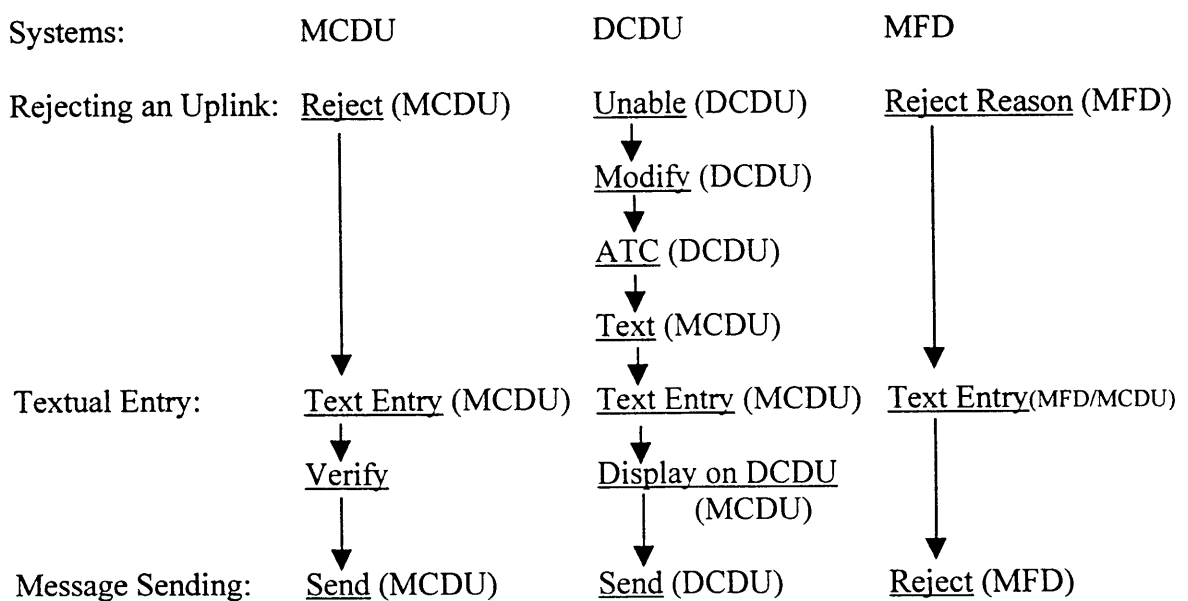 Systems: MCDU DCDU MFD
Rejecting an Uplink: Reject (MCDU) Unable (DCDU) Reject Reason (MFD)
Modify (DCDU)
ATC (DCDU)
Text (MCDU)
Textual Entry: Text Entry (MCDU) Text Entry (MCDU) Text Entry(MFD/MCDU)
Verify Display on DCDU
(MCDU)
Message Sending: Send (MCDU) Send (DCDU) Reject (MFD)